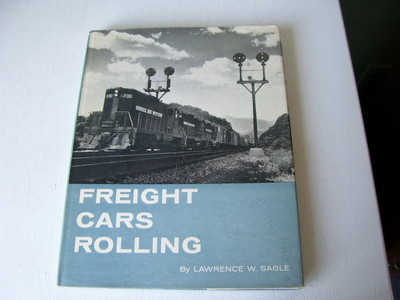 FREIGHT
CARS
ROLLING
By LAWRENCE W. SAGLE